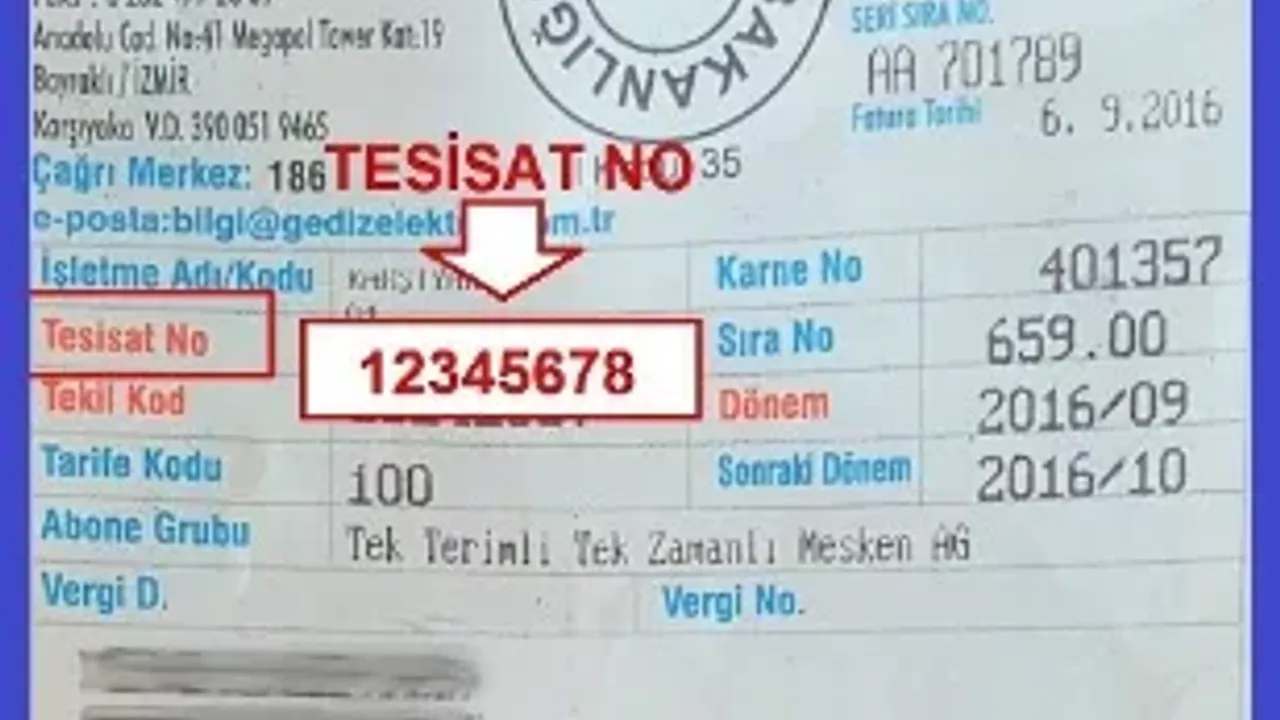 Anadolu Cad. No:41 Megapol Tower Kat:19
Bayraklı / İZMİR
Karşıyaka V.D. 390 051 9465
Çağrı Merkez: 186
TESİSAT NO
35
e-posta:bilgi@gedizelekt
om.tr
AKANLIĞ
SERİ SIRA NO.
AA 701789
Fatura Tarihi 6. 9.2016
İşletme Adı/Kodu
Karne No 401357
Tesisat No 12345678
Sıra No 659.00
Tekil Kod
Dönem 2016/09
Tarife Kodu 100
Sonraki Dönem 2016/10
Abone Grubu Tek Terimli Tek Zamanlı Mesken AG
Vergi D.
Vergi No.